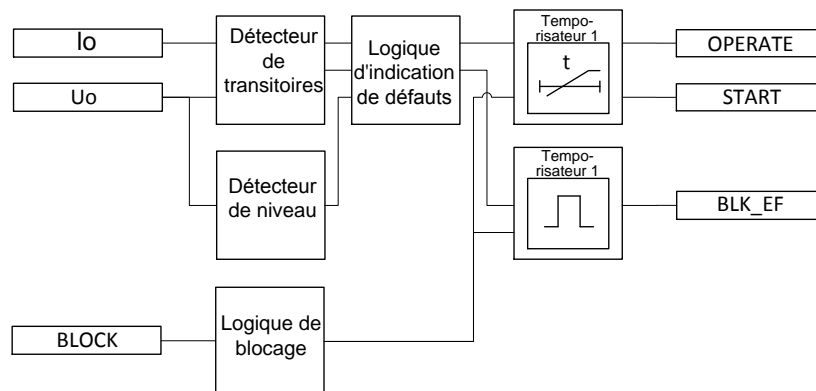 Io
Uo
BLOCK
Détecteur
de
transitoires
Détecteur
de niveau
Logique de
blocage
Logique
d'indication
de défauts
Tempo-
risateur 1
t
Tempo-
risateur 1
OPERATE
START
BLK_EF